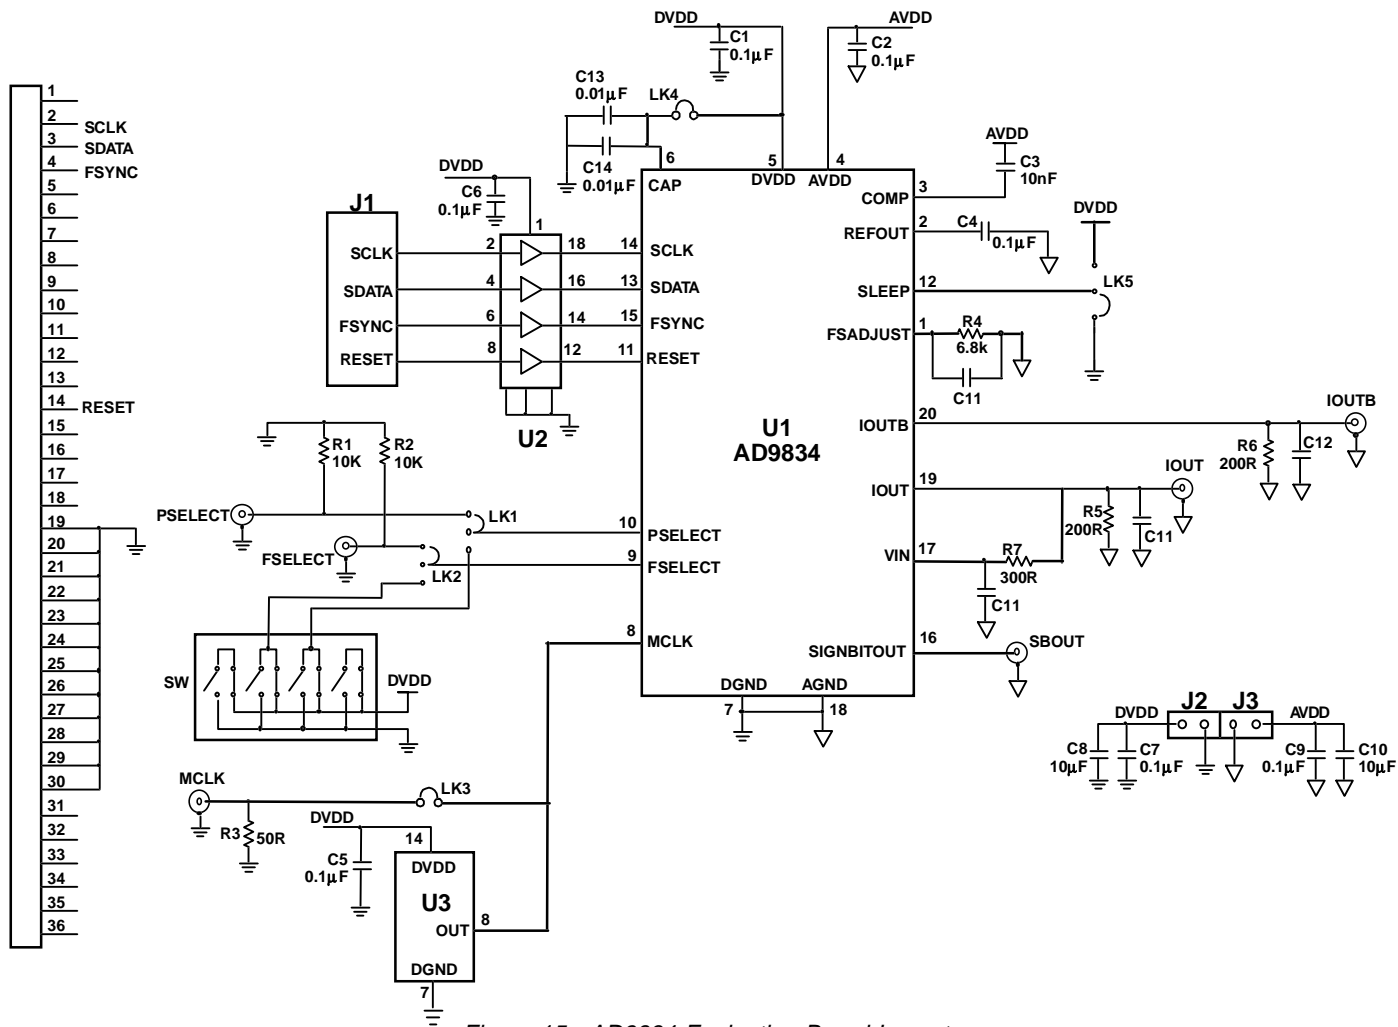 DVDD
AVDD
C1
0.1µF
C2
0.1µF
C13
0.01µF
LK4
C14
0.01µF
6
5
4
CAP
DVDD
AVDD
1
2
SCLK
3
SDATA
4
FSYNC
5
6
7
8
9
10
11
12
13
14
RESET
15
16
17
18
19
20
21
22
23
24
25
26
27
28
29
30
31
32
33
34
35
36
J1
SCLK
SDATA
FSYNC
RESET
DVDD
C6
0.1µF
1
2
18
14
SCLK
4
16
13
SDATA
6
14
15
FSYNC
8
12
11
RESET
U2
U1
AD9834
AVDD
C3
10nF
COMP
3
REFOUT
2
C4
0.1µF
DVDD
SLEEP
12
LK5
FSADJUST
1
R4
6.8k
C11
IOUTB
20
IOUTB
R6
200R
C12
IOUT
19
IOUT
R5
200R
C11
VIN
17
R7
300R
C11
SIGNBITOUT
16
SBOUT
R1
10K
R2
10K
PSELECT
LK1
10
PSELECT
FSELECT
LK2
9
FSELECT
8
MCLK
SW
DVDD
DGND
AGND
7
18
MCLK
LK3
R3
50R
DVDD
14
C5
0.1µF
DVDD
U3
OUT
8
DGND
7
J2
J3
DVDD
AVDD
C8
10µF
C7
0.1µF
C9
0.1µF
C10
10µF